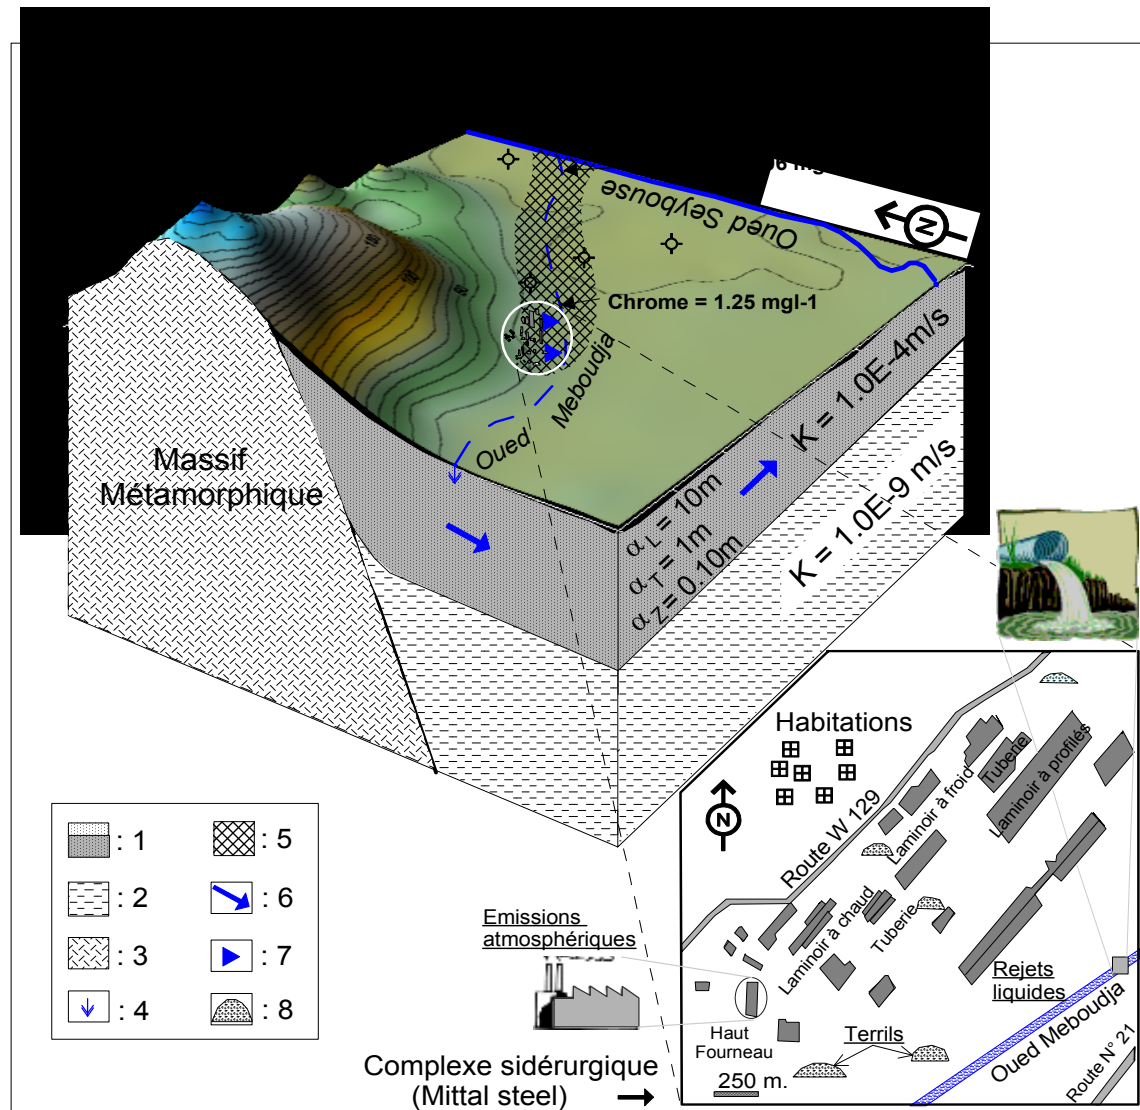 6 mg
N
Oued Seybouse
Chrome = 1.25 mgl-1
Oued Meboudja
Massif
Métamorphique
K = 1.0E-4m/s
K = 1.0E-9 m/s
αL = 10m
αT = 1m
αZ = 0.10m
: 1
: 2
: 3
: 4
: 5
: 6
: 7
: 8
Habitations
N
Route W 129
Laminoir à froid
Tuberie
Laminoir à profilés
Laminoir à chaud
Tuberie
Rejets
liquides
Oued Meboudja
Route N° 21
Haut
Fourneau
Terrils
250 m.
Emissions
atmosphériques
Complexe sidérurgique
(Mittal steel)